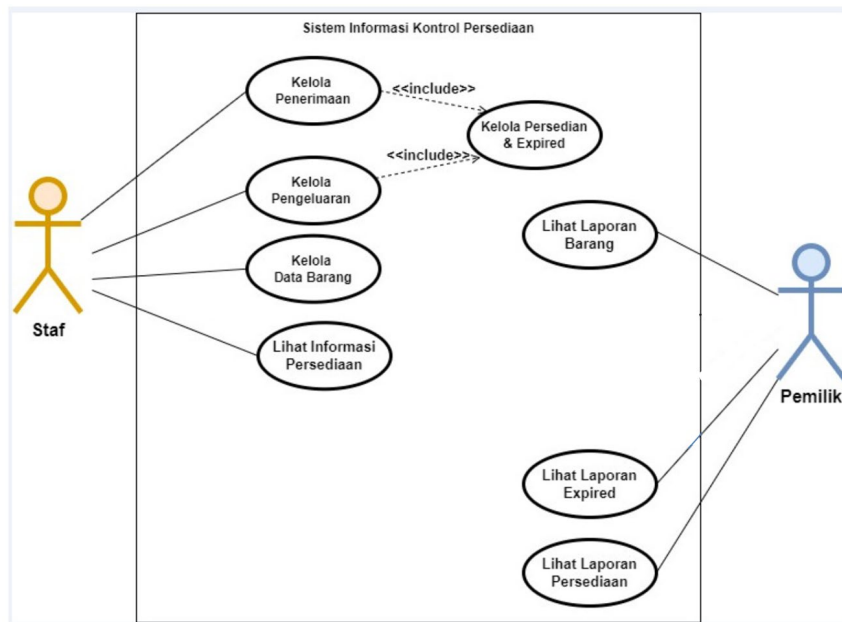 Sistem Informasi Kontrol Persediaan
Kelola
Penerimaan
<<include>>
Kelola Persedian
& Expired
<<include>>
Kelola
Pengeluaran
Lihat Laporan
Barang
Kelola
Data Barang
Staf
Lihat Informasi
Persediaan
Pemilik
Lihat Laporan
Expired
Lihat Laporan
Persediaan